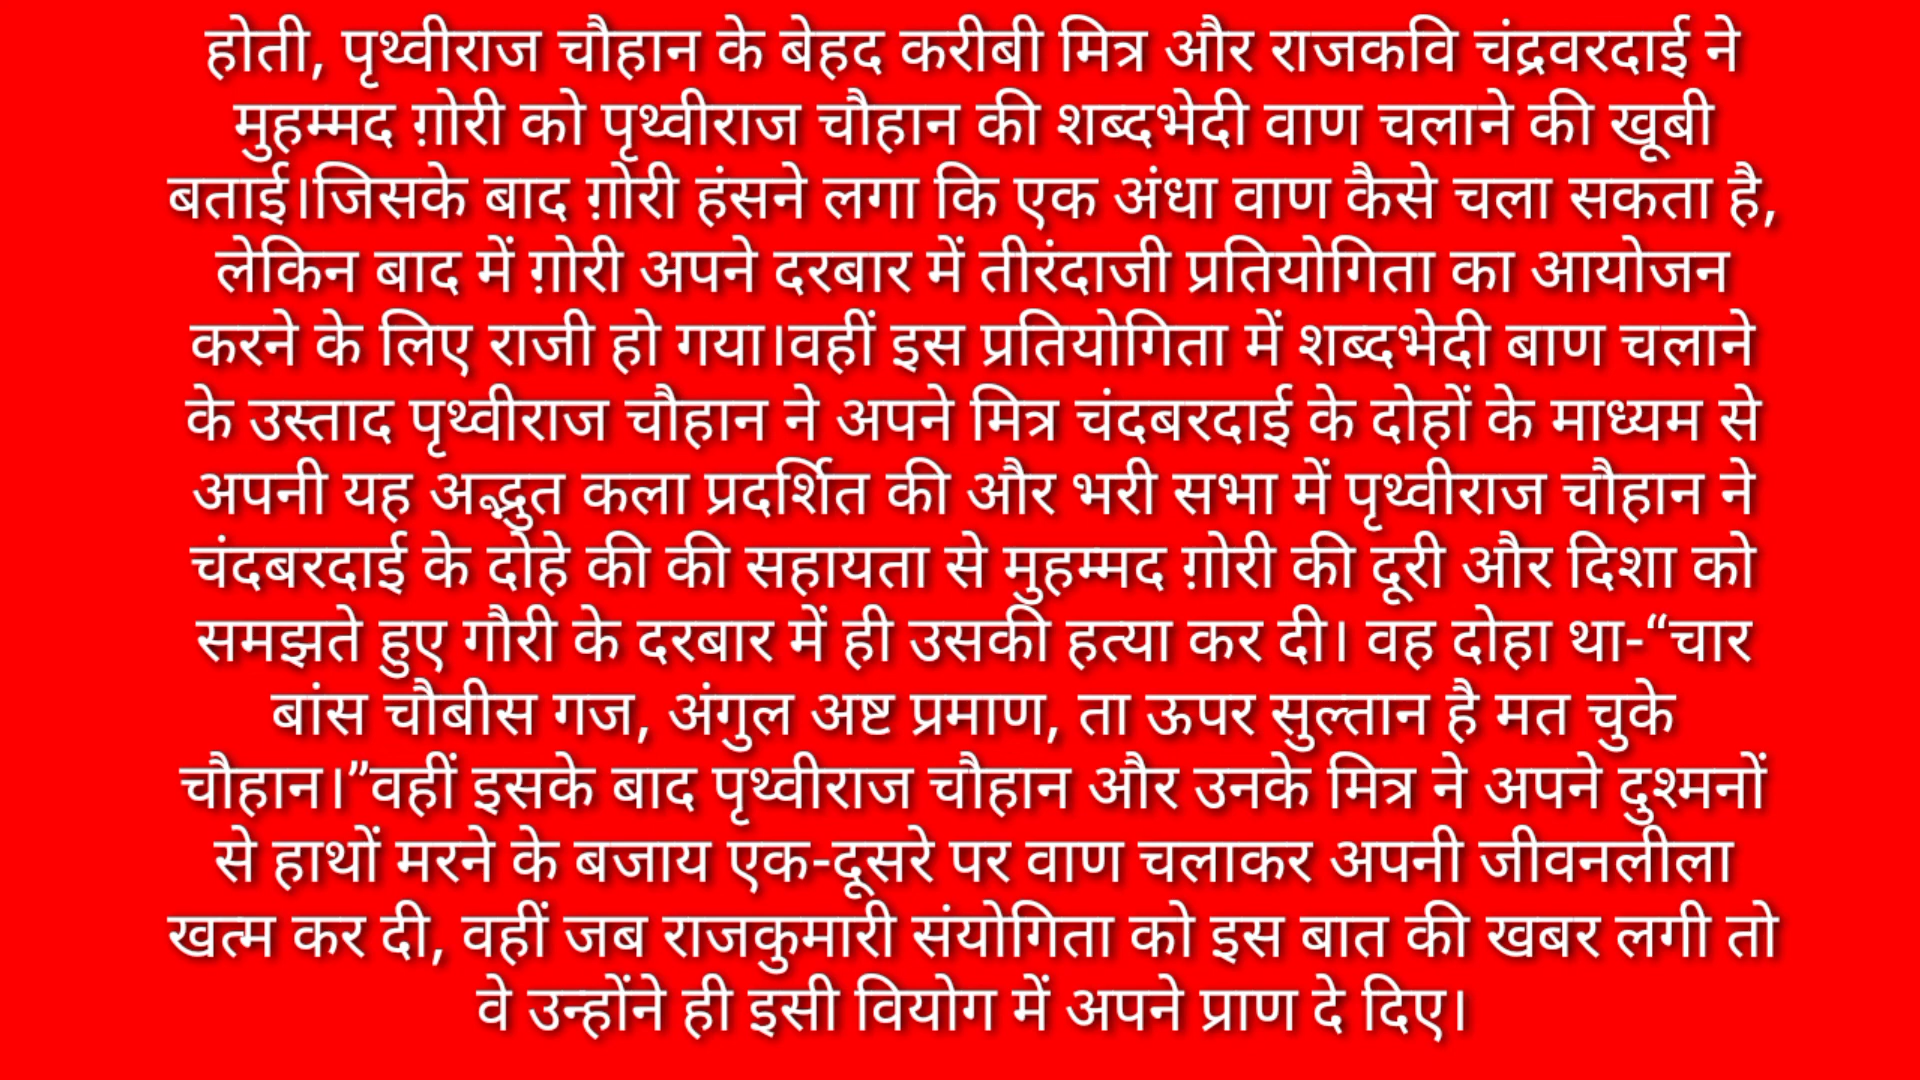 होती, पृथ्वीराज चौहान के बेहद करीबी मित्र और राजकवि चंद्रवरदाई ने
मुहम्मद ग़ोरी को पृथ्वीराज चौहान की शब्दभेदी वाण चलाने की खूबी
बताई।जिसके बाद ग़ोरी हंसने लगा कि एक अंधा वाण कैसे चला सकता है,
लेकिन बाद में ग़ोरी अपने दरबार में तीरंदाजी प्रतियोगिता का आयोजन
करने के लिए राजी हो गया।वहीं इस प्रतियोगिता में शब्दभेदी बाण चलाने
के उस्ताद पृथ्वीराज चौहान ने अपने मित्र चंदबरदाई के दोहों के माध्यम से
अपनी यह अद्भुत कला प्रदर्शित की और भरी सभा में पृथ्वीराज चौहान ने
चंदबरदाई के दोहे की की सहायता से मुहम्मद ग़ोरी की दूरी और दिशा को
समझते हुए गौरी के दरबार में ही उसकी हत्या कर दी। वह दोहा था-“चार
बांस चौबीस गज, अंगुल अष्ट प्रमाण, ता ऊपर सुल्तान है मत चुके
चौहान।”वहीं इसके बाद पृथ्वीराज चौहान और उनके मित्र ने अपने दुश्मनों
से हाथों मरने के बजाय एक-दूसरे पर वाण चलाकर अपनी जीवनलीला
खत्म कर दी, वहीं जब राजकुमारी संयोगिता को इस बात की खबर लगी तो
वे उन्होंने ही इसी वियोग में अपने प्राण दे दिए।